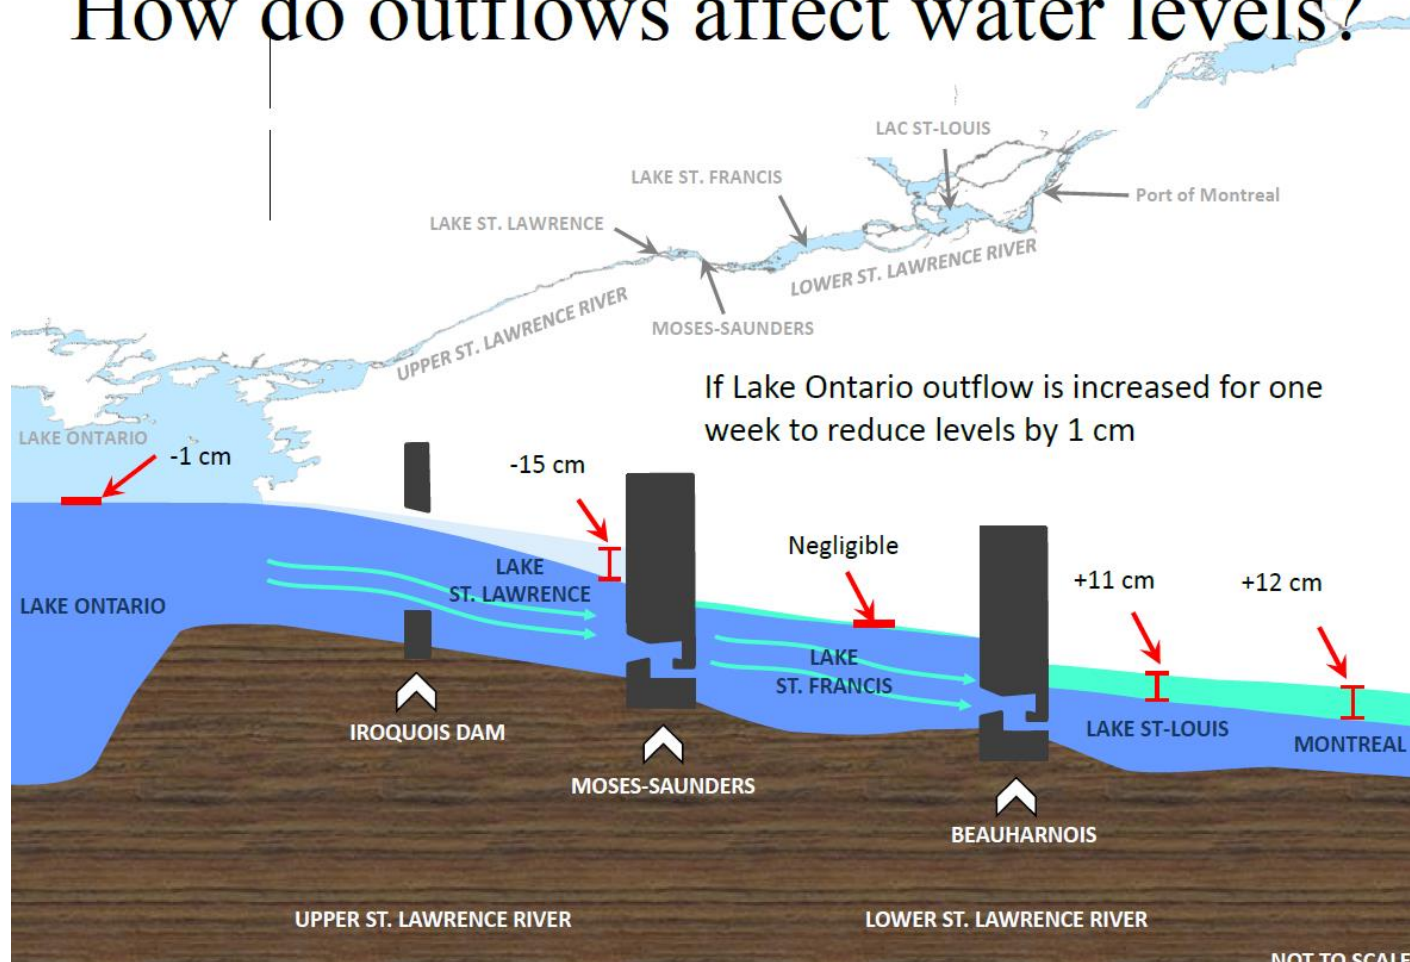 How do outflows affect water levels?
LAC ST-LOUIS
LAKE ST. FRANCIS
Port of Montreal
LAKE ST. LAWRENCE
LOWER ST. LAWRENCE RIVER
UPPER ST. LAWRENCE RIVER
MOSES-SAUNDERS
If Lake Ontario outflow is increased for one
week to reduce levels by 1 cm
LAKE ONTARIO
-1 cm
-15 cm
Negligible
+11 cm
+12 cm
LAKE
ST. LAWRENCE
LAKE ONTARIO
LAKE
ST. FRANCIS
LAKE ST-LOUIS
MONTREAL
IROQUOIS DAM
MOSES-SAUNDERS
BEAUHARNOIS
UPPER ST. LAWRENCE RIVER
LOWER ST. LAWRENCE RIVER
NOT TO SCALE